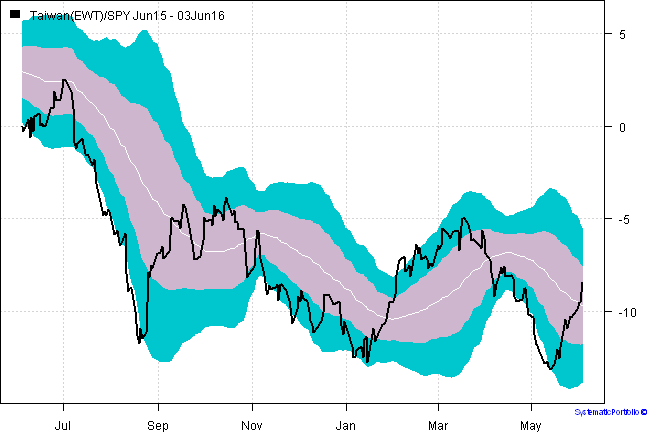 Taiwan(EWT)/SPY Jun15 - 03Jun16
5
0
-5
-10
Jul Sep Nov Jan Mar May
SystematicPortfolio ©